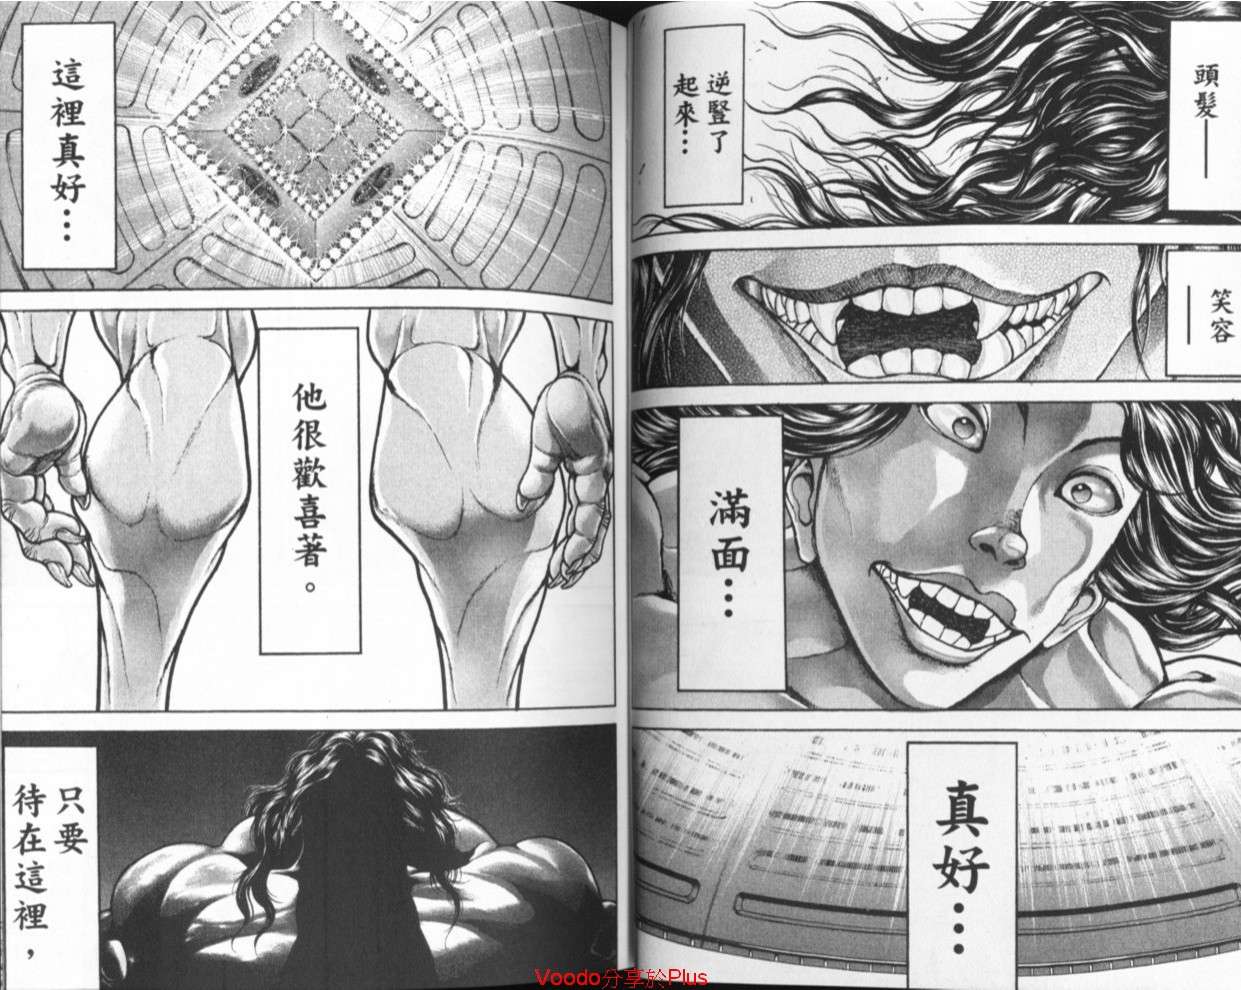 頭髮——
逆豎了
起來⋯
笑容
——
滿面⋯
真好⋯⋯
這裡真好⋯
他很歡喜著。
只要
待在這裡，
Voodo分享於Plus